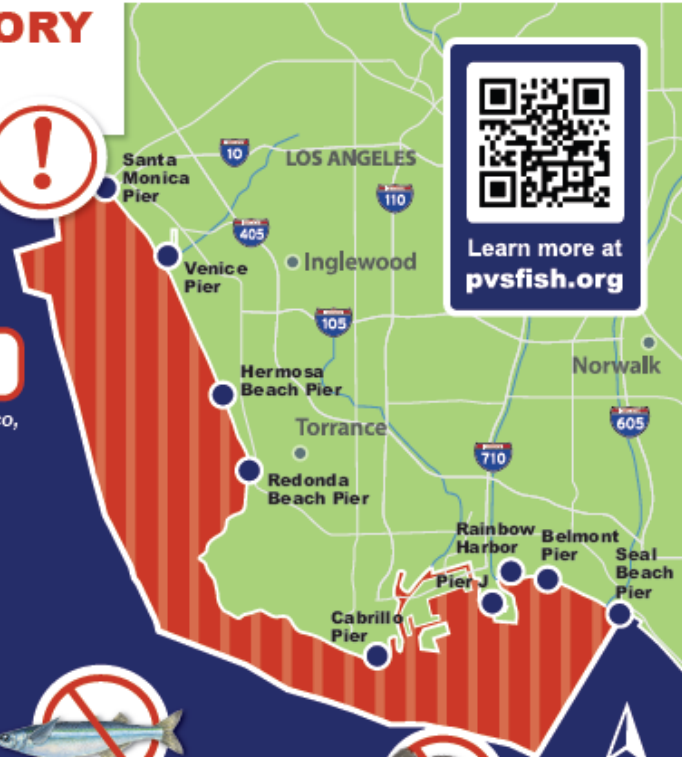 ORY
!
Santa
Monica
Pier
10
LOS ANGELES
110
405
Venice
Pier
Inglewood
Learn more at
pvsfish.org
105
Hermosa
Beach Pier
Norwalk
Torrance
605
710
Redonda
Beach Pier
Rainbow
Harbor
Belmont
Pier
Seal
Beach
Pier
Pier J
Cabrillo
Pier